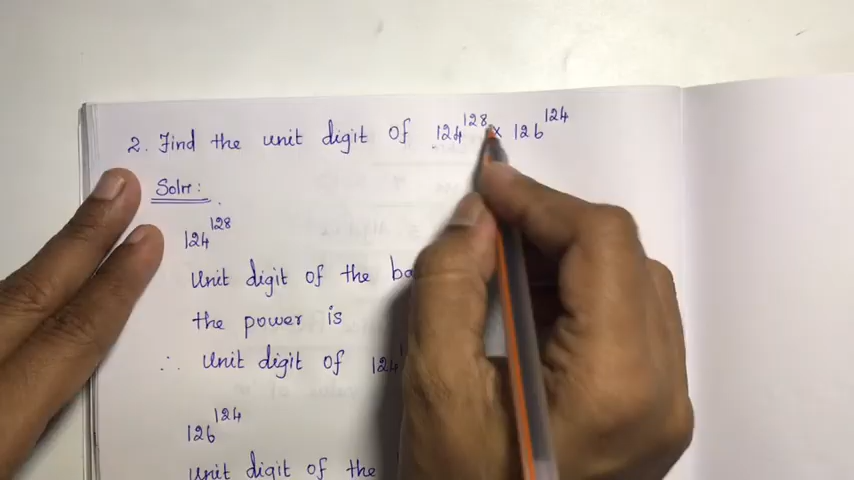 2. Find the unit digit of 124^128 × 126^124
Soln:
124^128
Unit digit of the
the power is
∴ Unit digit of 124
126^124
Unit digit of the